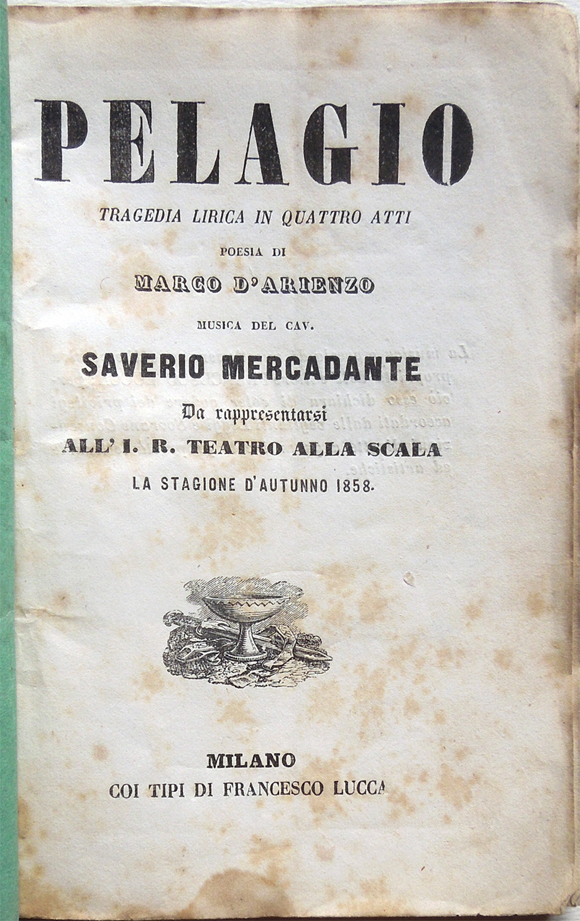 PELAGIO
TRAGEDIA LIRICA IN QUATTRO ATTI
POESIA DI
MARCO D'ARIENZO
MUSICA DEL CAV.
SAVERIO MERCADANTE
Da rappresentarsi
ALL' I. R. TEATRO ALLA SCALA
LA STAGIONE D'AUTUNNO 1858.
MILANO
COI TIPI DI FRANCESCO LUCCA